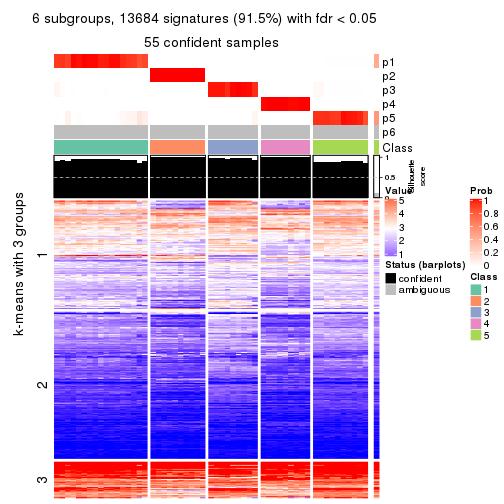 6 subgroups, 13684 signatures (91.5%) with fdr < 0.05
55 confident samples
p1
p2
p3
p4
p5
p6
Class
1
0.5
0
Silhouette
score
k-means with 3 groups
1
2
3
Value
5
4
3
2
1
Status (barplots)
confident
ambiguous
Prob
1
0.8
0.6
0.4
0.2
0
Class
1
2
3
4
5